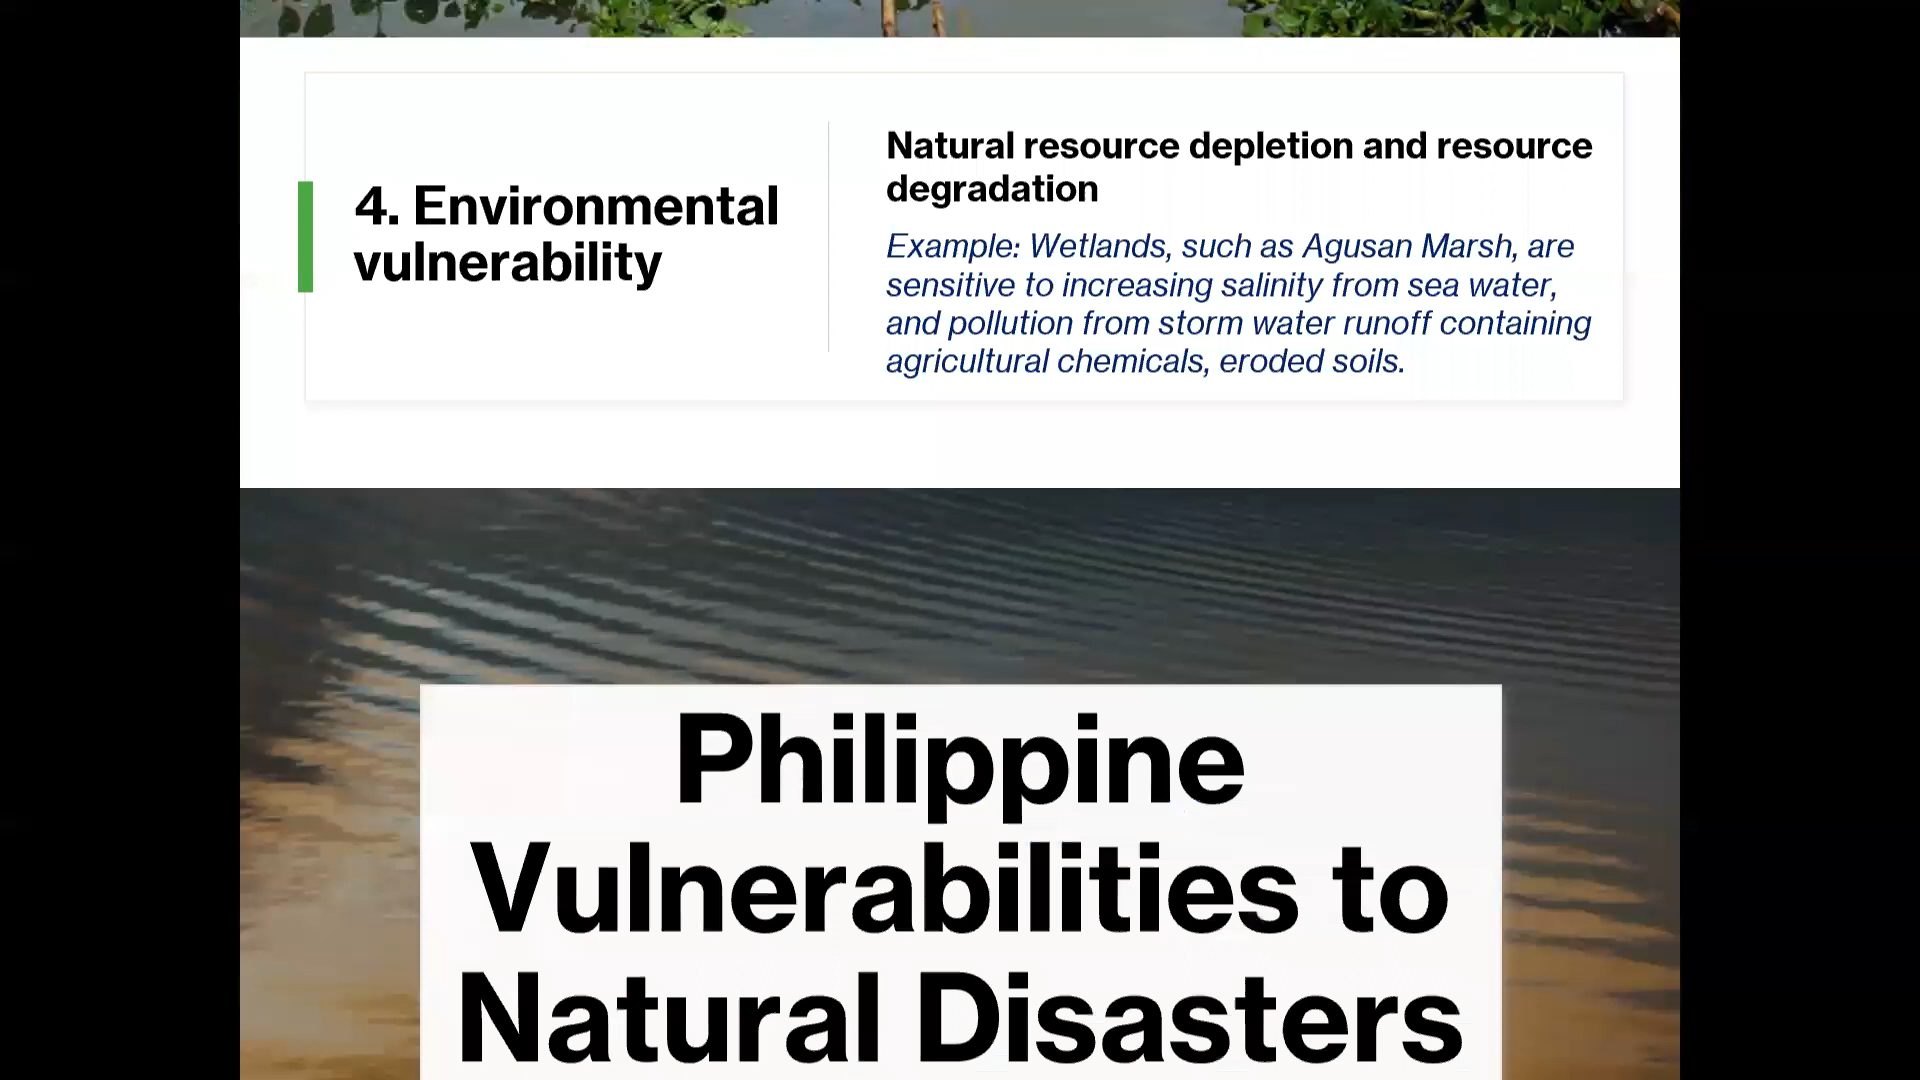 4. Environmental
vulnerability
Natural resource depletion and resource
degradation
Example: Wetlands, such as Agusan Marsh, are
sensitive to increasing salinity from sea water,
and pollution from storm water runoff containing
agricultural chemicals, eroded soils.
Philippine
Vulnerabilities to
Natural Disasters